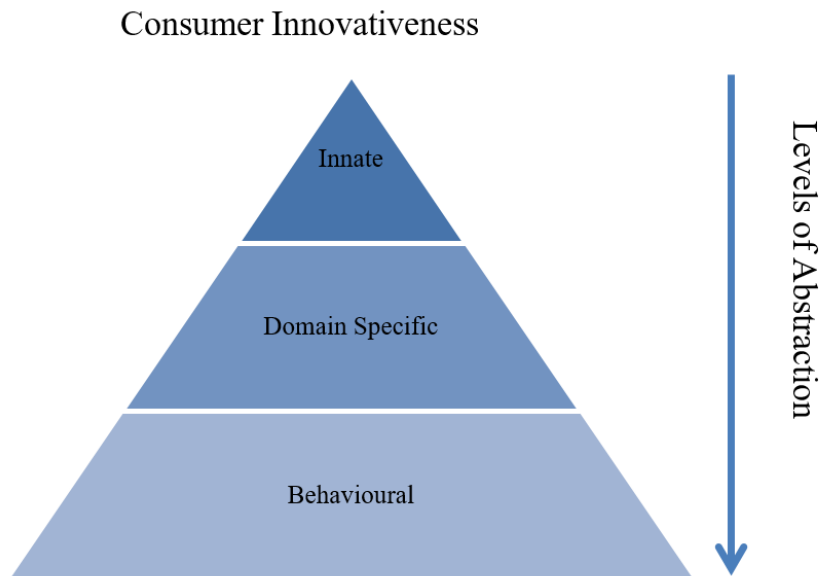 Consumer Innovativeness
Innate
Domain Specific
Behavioural
Levels of Abstraction